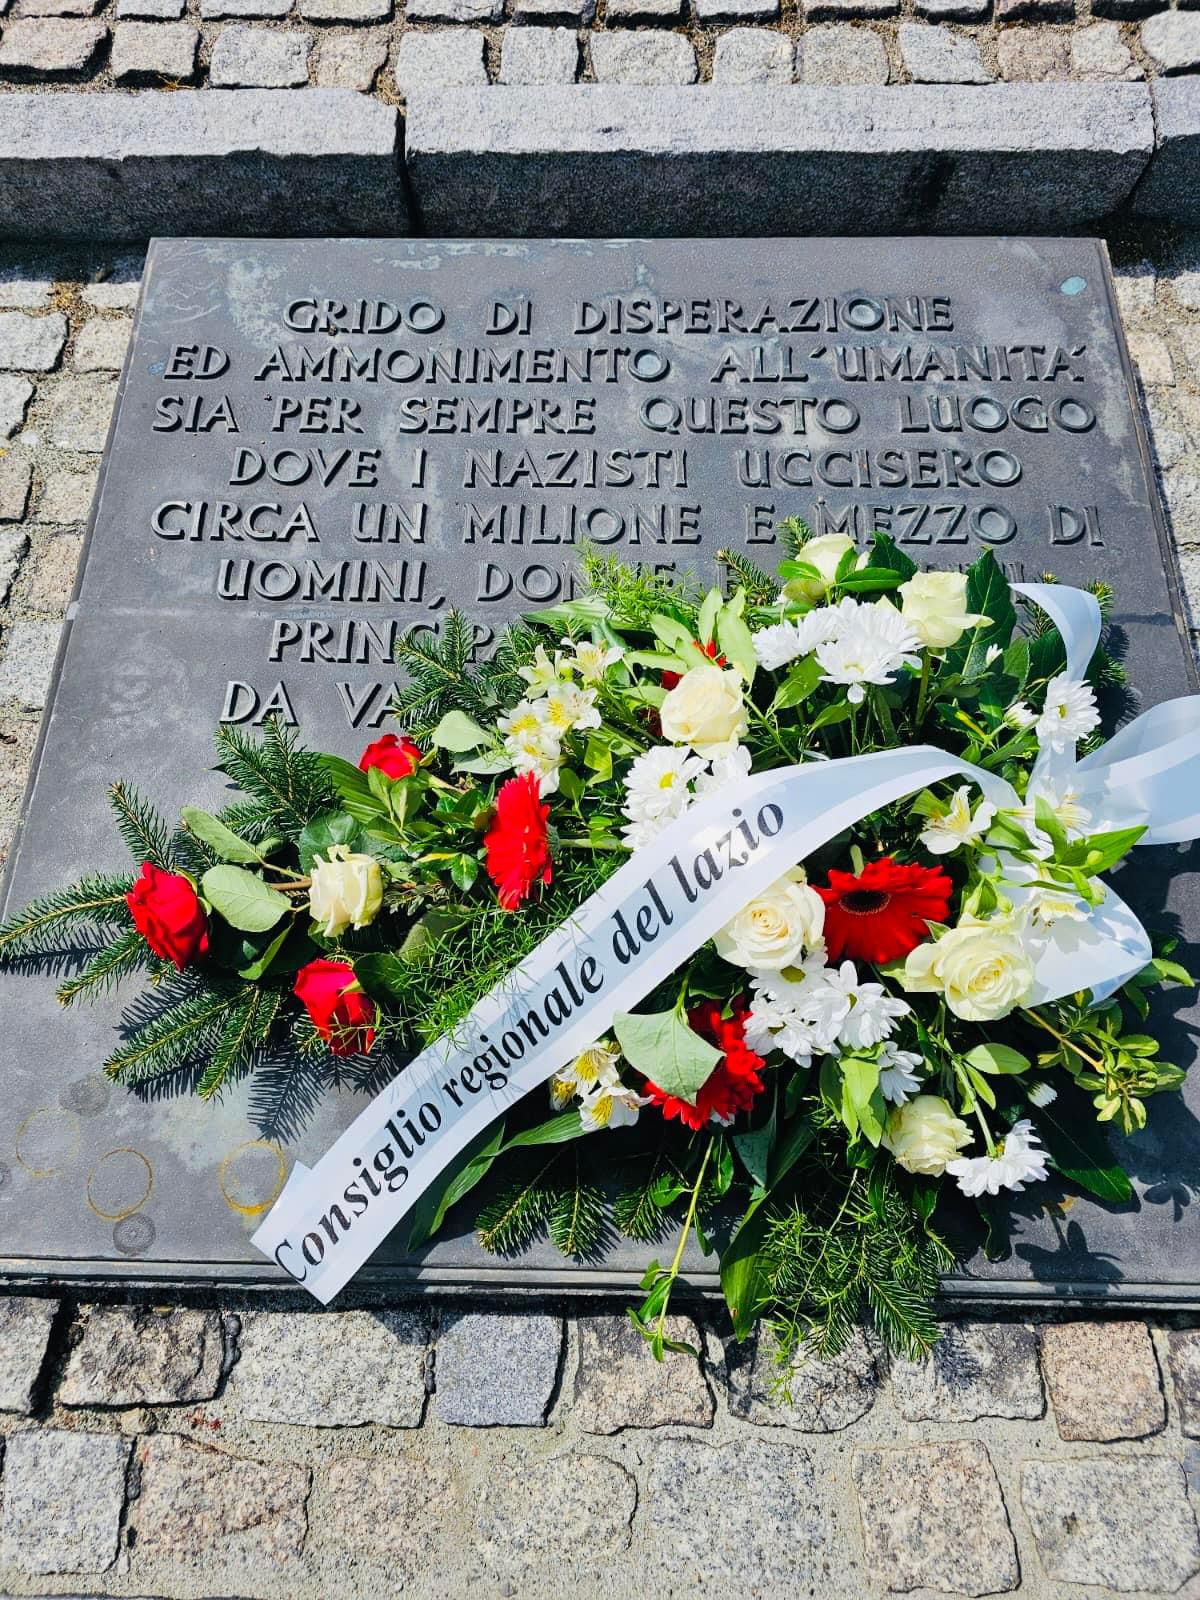 GRIDO DI DISPERAZIONE
ED AMMONIMENTO ALL´UMANITA´
SIA PER SEMPRE QUESTO LUOGO
DOVE I NAZISTI UCCISERO
CIRCA UN MILIONE E MEZZO DI
UOMINI,
DA
Consiglio regionale del lazio